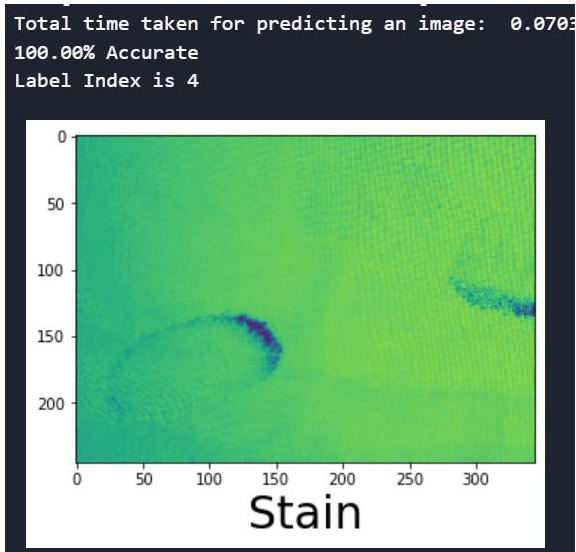 Total time taken for predicting an image: 0.0703
100.00% Accurate
Label Index is 4
0
50
100
150
200
0 50 100 150 200 250 300
Stain